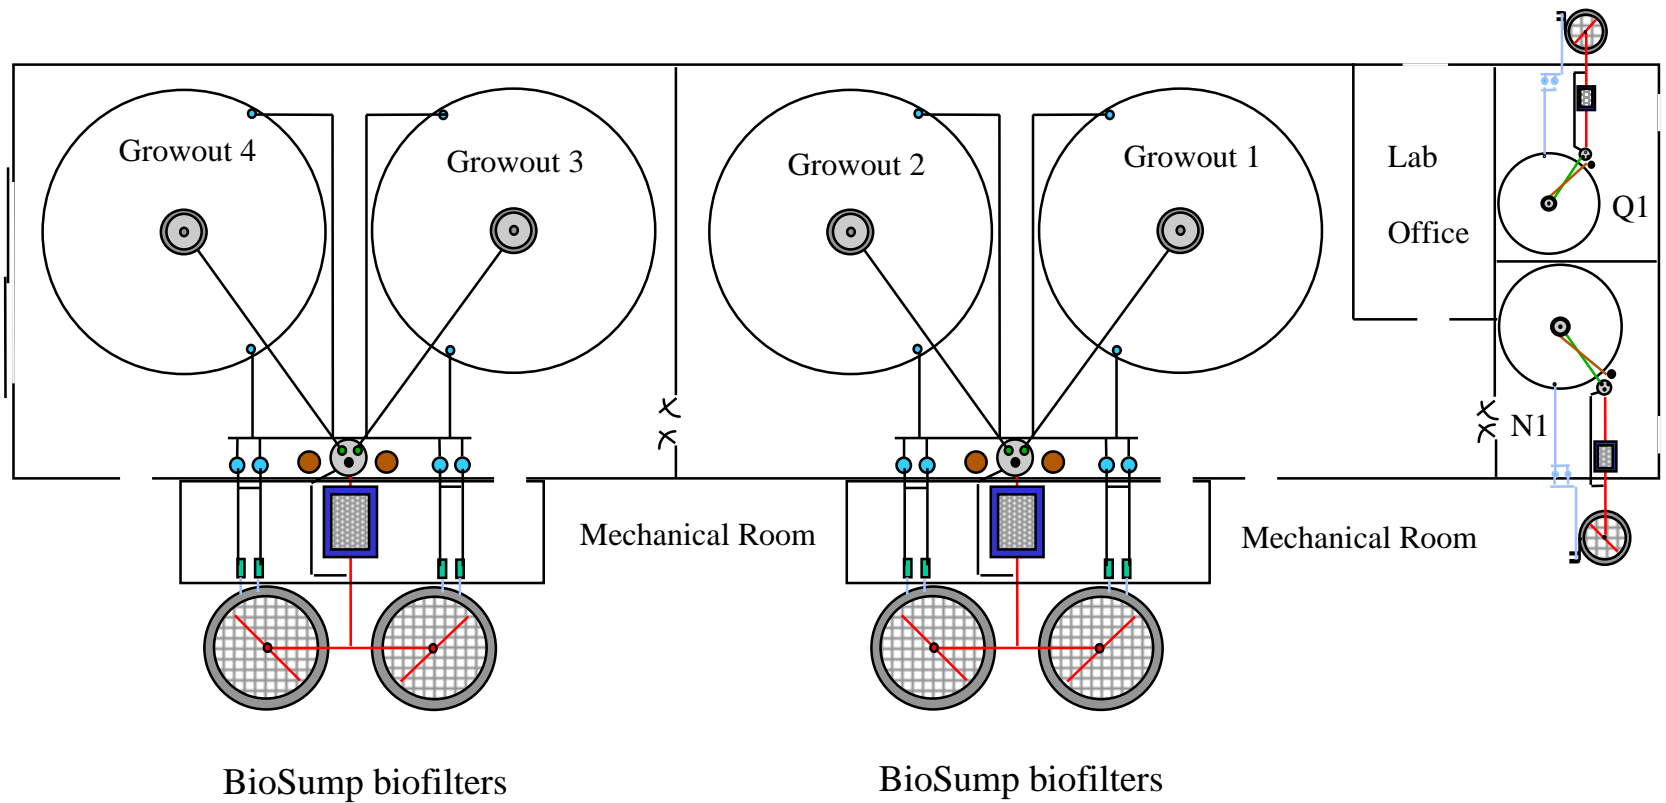 Growout 4
Growout 3
Growout 2
Growout 1
Lab
Office
Q1
N1
Mechanical Room
Mechanical Room
BioSump biofilters
BioSump biofilters